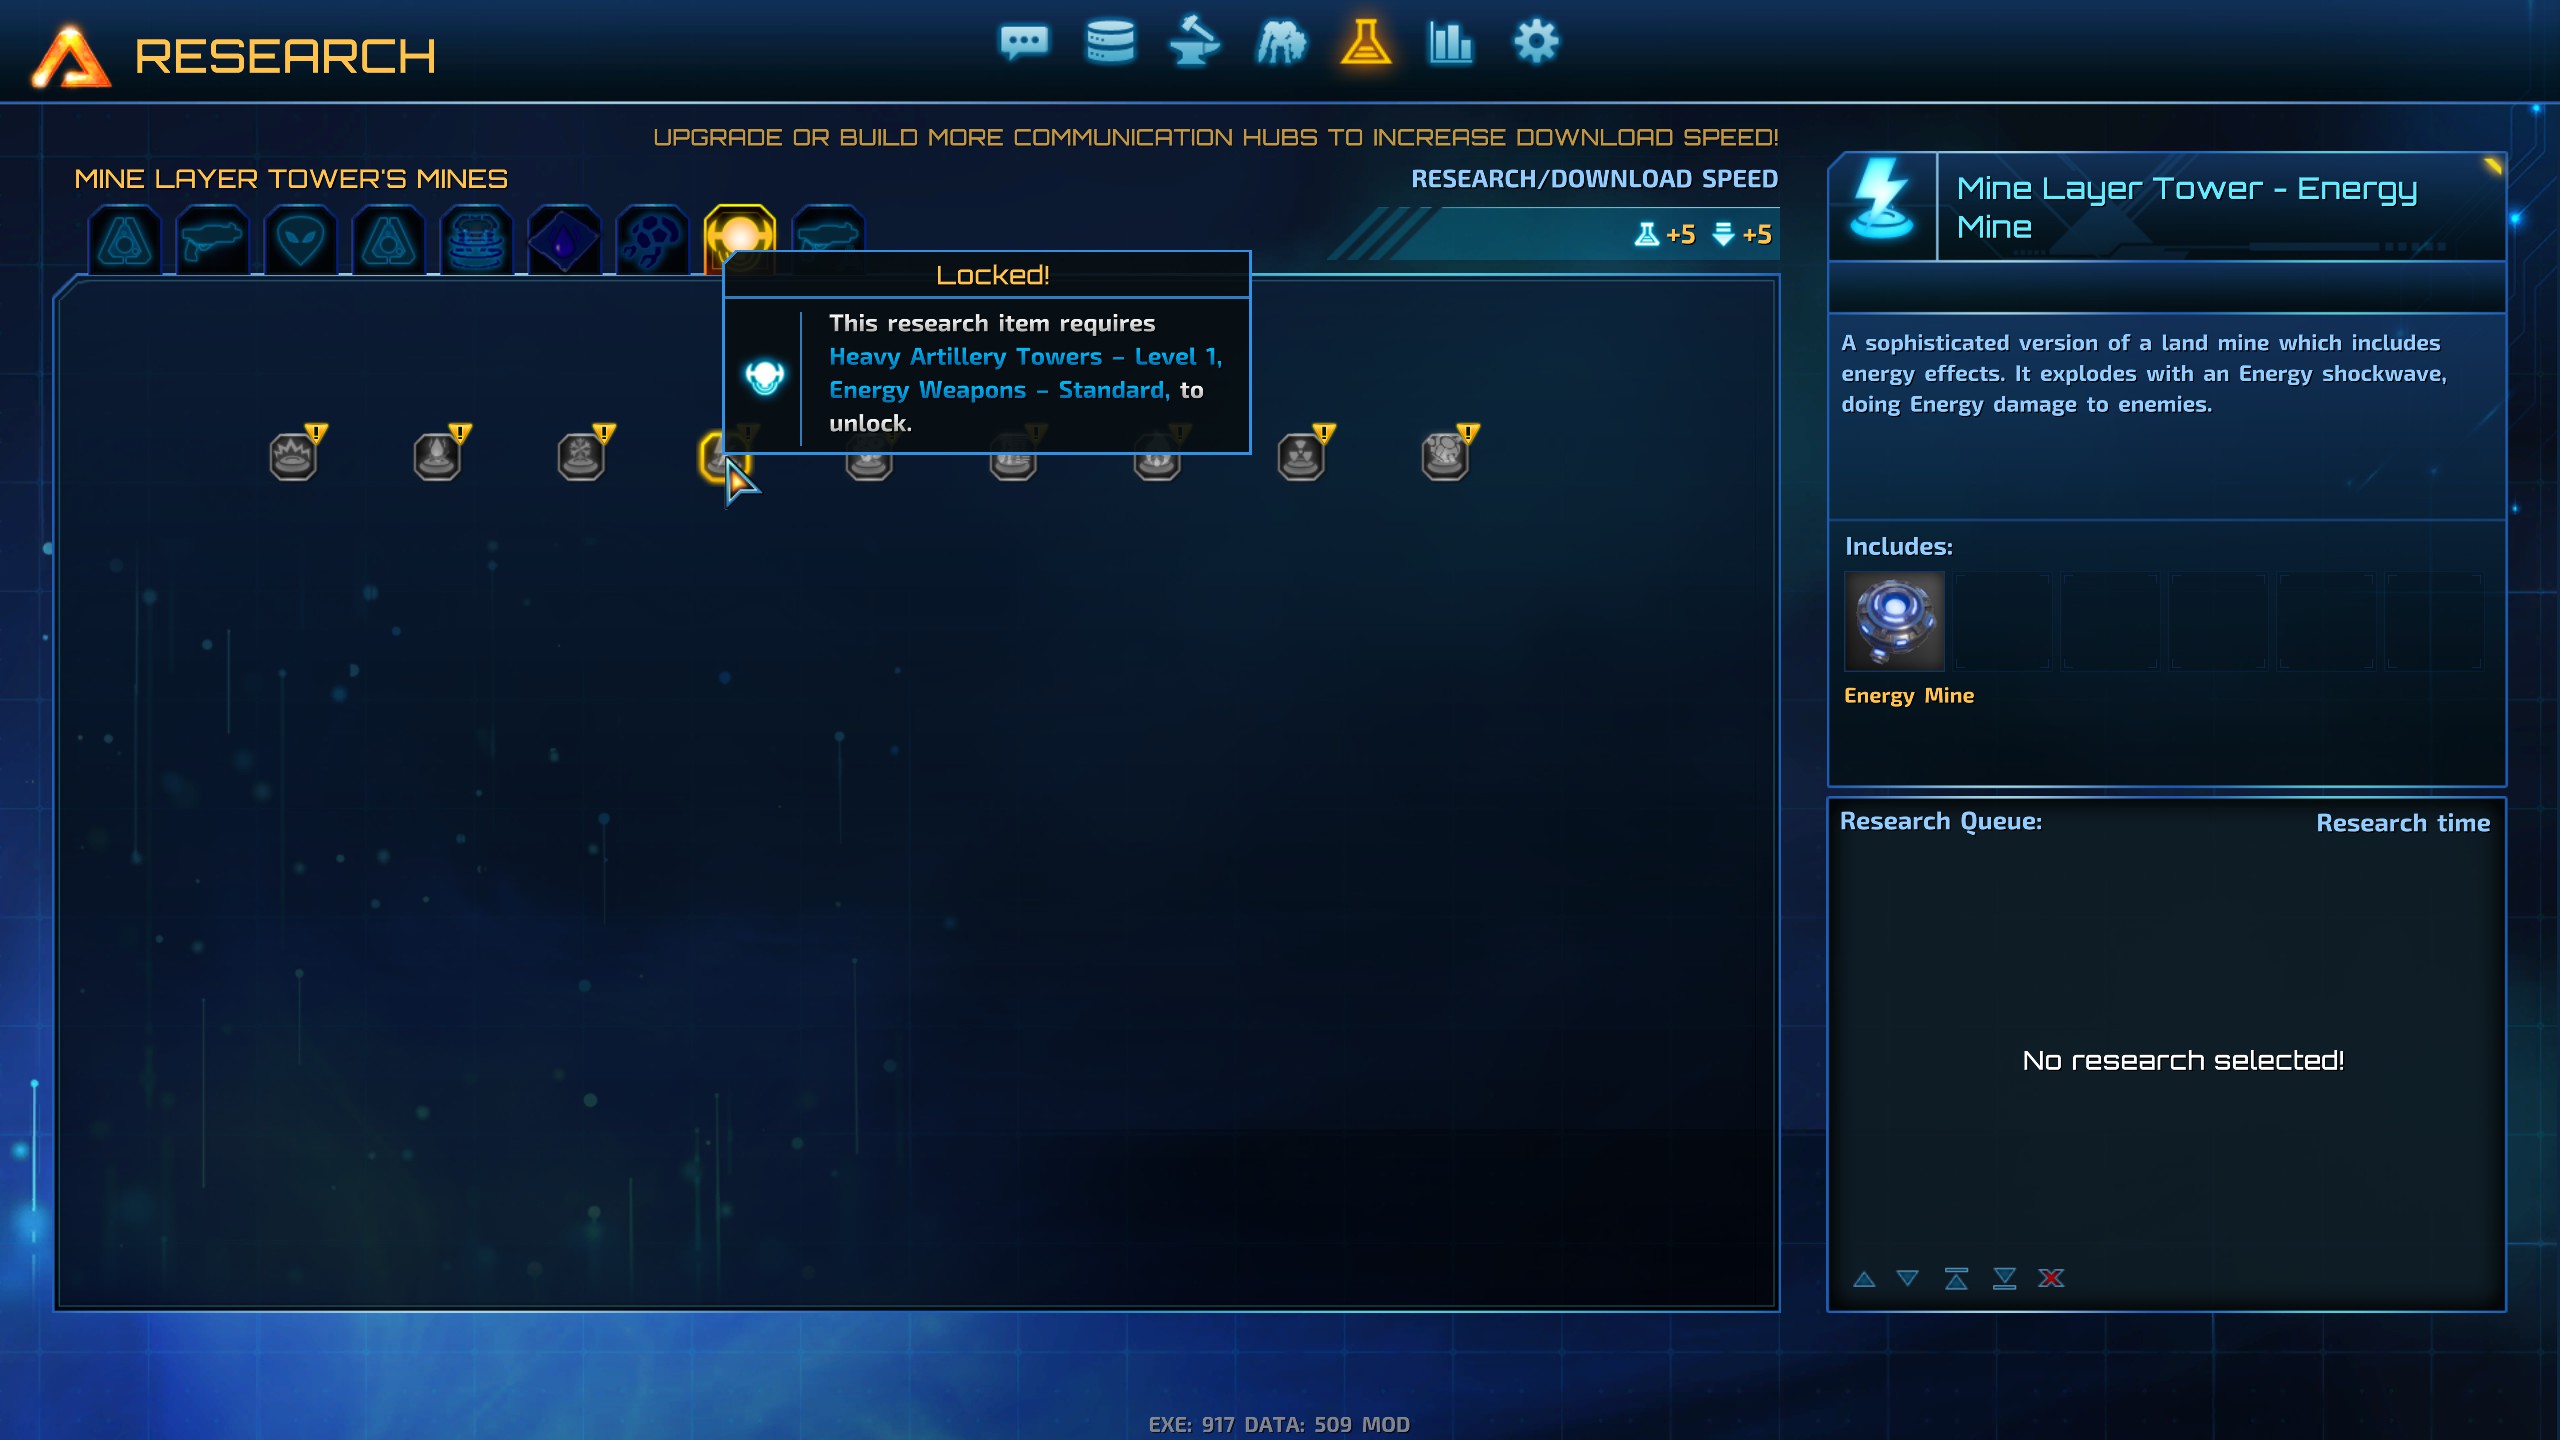 RESEARCH
UPGRADE OR BUILD MORE COMMUNICATION HUBS TO INCREASE DOWNLOAD SPEED!
MINE LAYER TOWER'S MINES
RESEARCH/DOWNLOAD SPEED
+5 +5
Locked!
This research item requires
Heavy Artillery Towers – Level 1,
Energy Weapons – Standard, to
unlock.
Mine Layer Tower - Energy
Mine
A sophisticated version of a land mine which includes
energy effects. It explodes with an Energy shockwave,
doing Energy damage to enemies.
Includes:
Energy Mine
Research Queue:
Research time
No research selected!
EXE: 917 DATA: 509 MOD